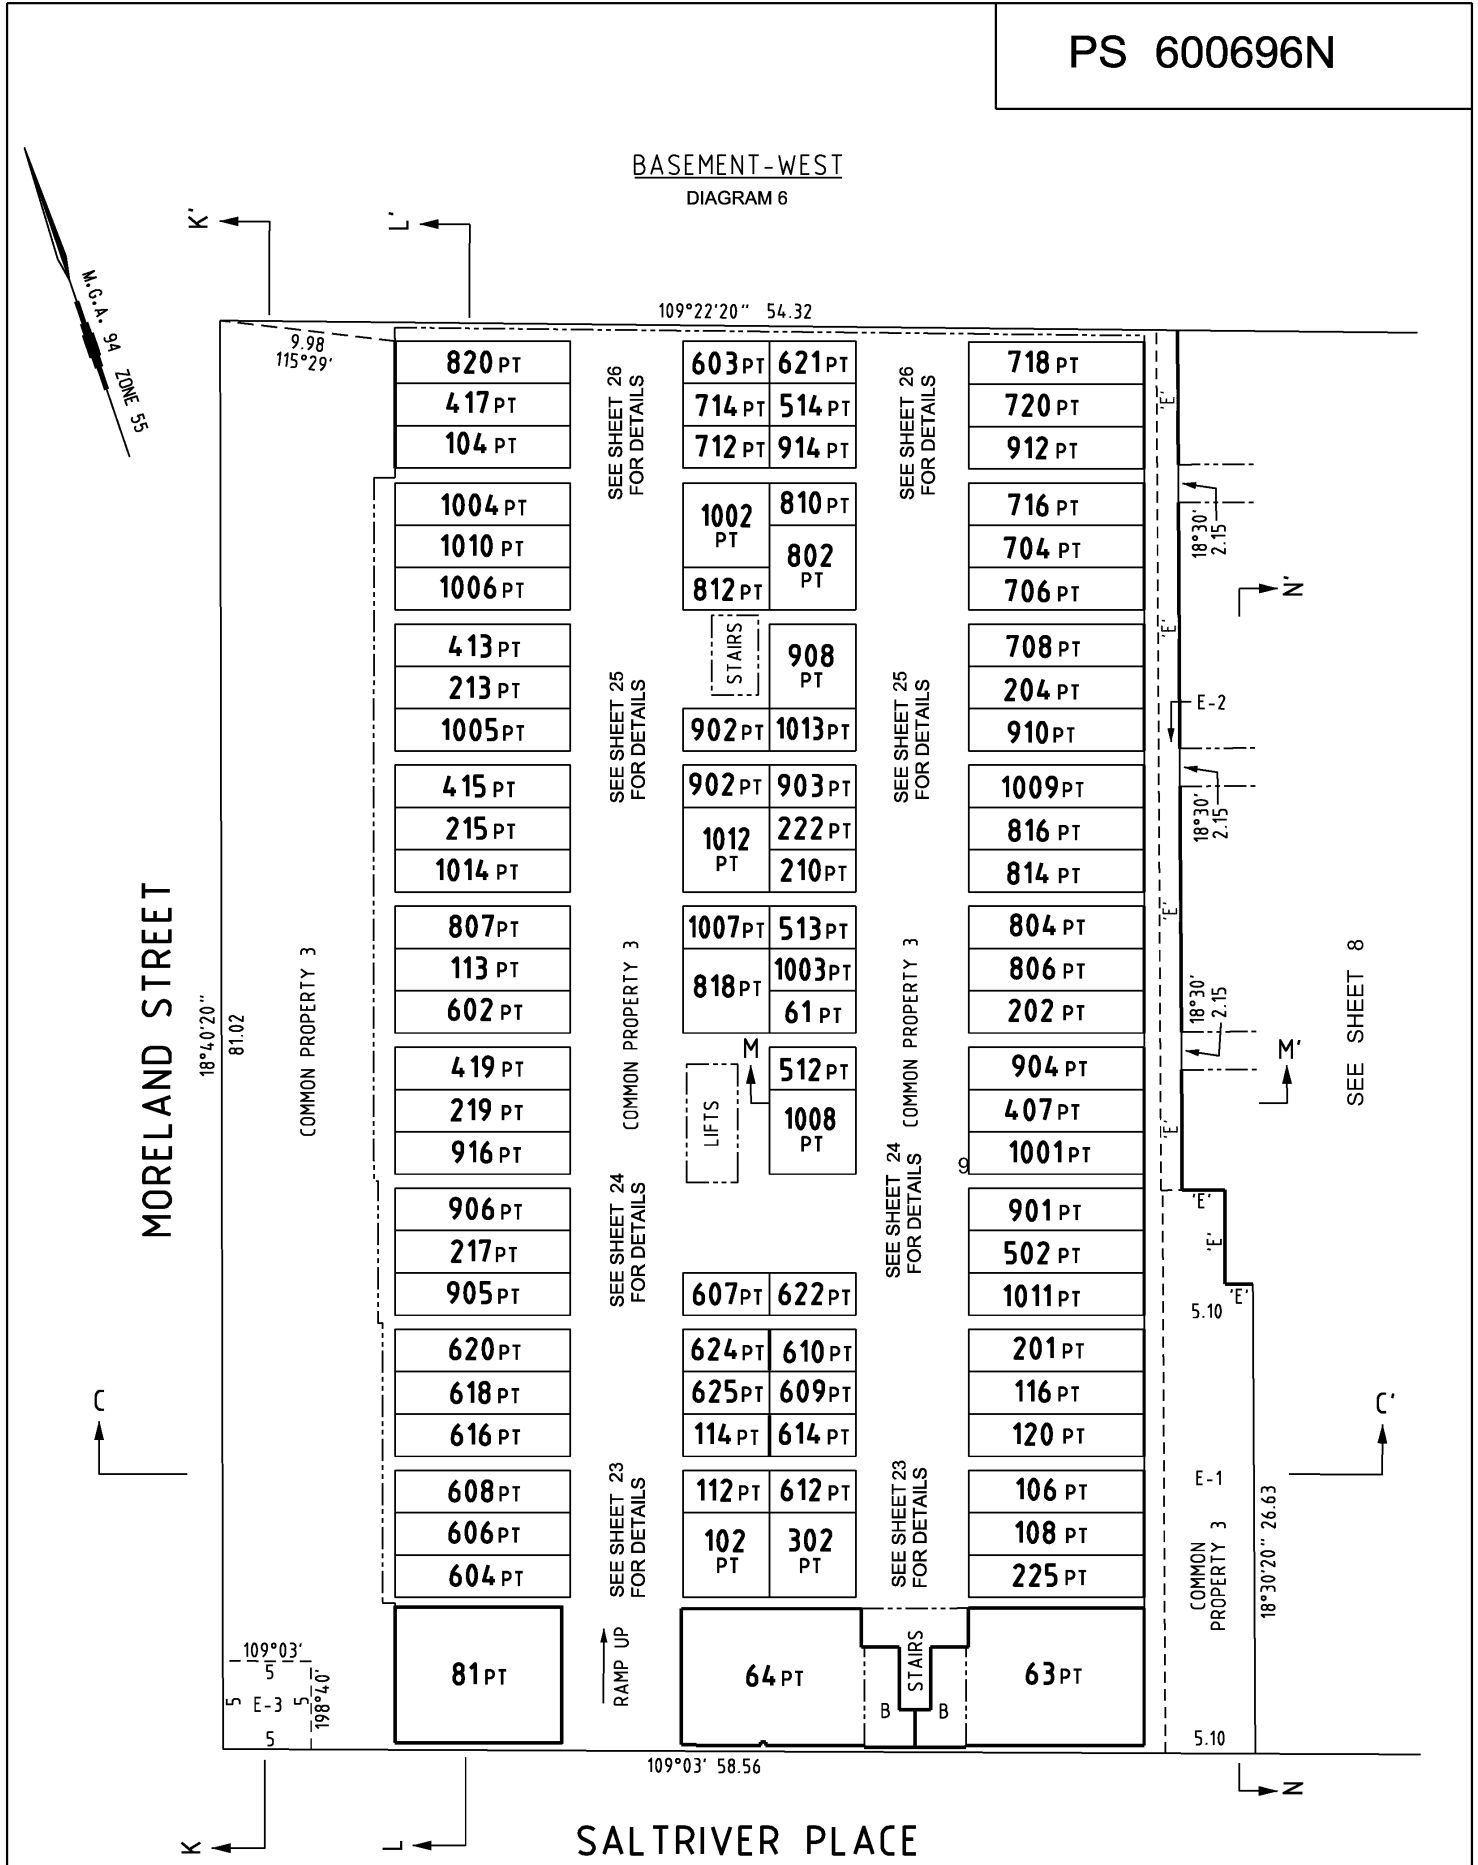 PS 600696N
BASEMENT-WEST
DIAGRAM 6
K'
L'
M.G.A. 94 ZONE 55
109°22'20" 54.32
9.98
115°29'
820 PT
417 PT
104 PT
1004 PT
1010 PT
1006 PT
413 PT
213 PT
1005 PT
415 PT
215 PT
1014 PT
807 PT
113 PT
602 PT
419 PT
219 PT
916 PT
906 PT
217 PT
905 PT
620 PT
618 PT
616 PT
608 PT
606 PT
604 PT
81 PT
SEE SHEET 26
FOR DETAILS
SEE SHEET 25
FOR DETAILS
COMMON PROPERTY 3
SEE SHEET 24
FOR DETAILS
SEE SHEET 23
FOR DETAILS
RAMP UP
603 PT 621 PT
714 PT 514 PT
712 PT 914 PT
1002
PT
810 PT
802
PT
812 PT
STAIRS
908
PT
902 PT 1013 PT
902 PT 903 PT
1012
PT
222 PT
210 PT
1007 PT 513 PT
818 PT
1003 PT
61 PT
M
512 PT
LIFTS
1008
PT
607 PT 622 PT
624 PT 610 PT
625 PT 609 PT
114 PT 614 PT
112 PT 612 PT
102
PT
302
PT
64 PT
SEE SHEET 26
FOR DETAILS
SEE SHEET 25
FOR DETAILS
COMMON PROPERTY 3
SEE SHEET 24
FOR DETAILS
9
SEE SHEET 23
FOR DETAILS
STAIRS
B
B
718 PT
720 PT
912 PT
716 PT
704 PT
706 PT
708 PT
204 PT
910 PT
1009 PT
816 PT
814 PT
804 PT
806 PT
202 PT
904 PT
407 PT
1001 PT
901 PT
502 PT
1011 PT
201 PT
116 PT
120 PT
106 PT
108 PT
225 PT
63 PT
'E'
18°30'
2.15
N'
'E'
E-2
18°30'
2.15
'E'
18°30'
2.15
M'
'E'
'E'
'E'
'E'
5.10
SEE SHEET 8
C'
E-1
COMMON
PROPERTY 3
18°30'20" 26.63
5.10
N
MORELAND STREET
18°40'20"
81.02
COMMON PROPERTY 3
C
109°03'
5
5
E-3
5
198°40'
5
109°03' 58.56
K
L
SALTRIVER PLACE